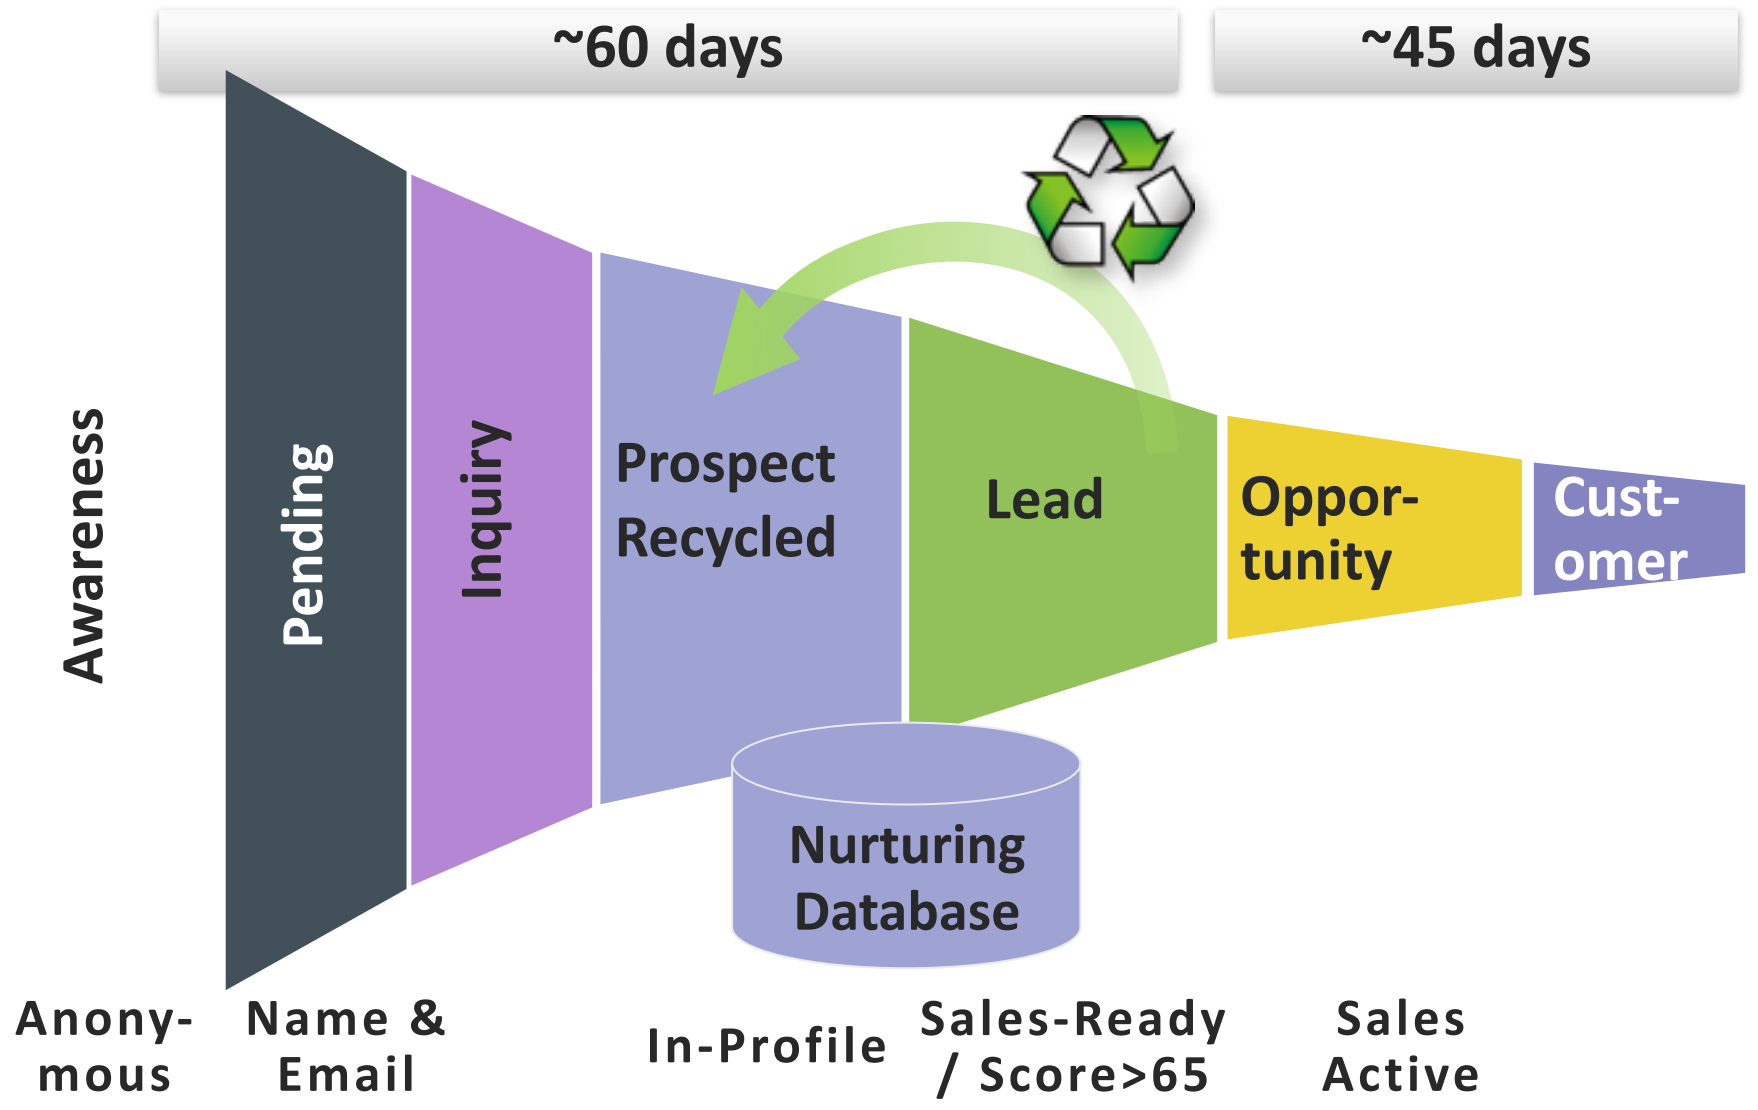 ~60 days
~45 days
Awareness
Pending
Inquiry
Prospect
Recycled
Lead
Oppor-
tunity
Cust-
omer
Nurturing
Database
Anony-
mous
Name &
Email
In-Profile
Sales-Ready
/ Score>65
Sales
Active